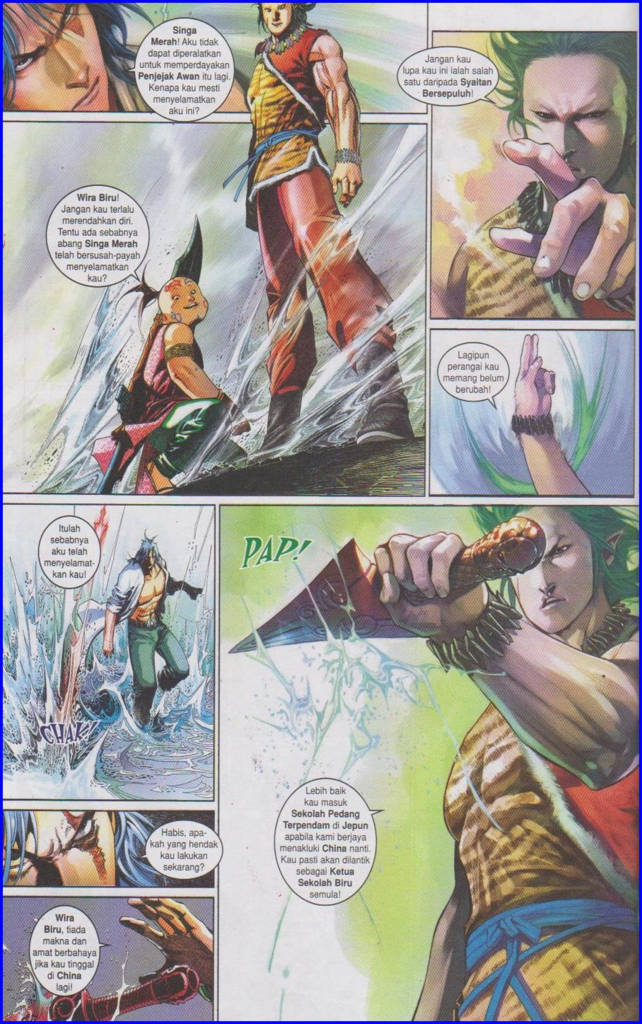 Singa
Merah! Aku tidak
dapat diperalatkan
untuk memperdayakan
Penjejak Awan itu lagi.
Kenapa kau mesti
menyelamatkan
aku ini?
Wira Biru!
Jangan kau terlalu
merendahkan diri.
Tentu ada sebabnya
abang Singa Merah
telah bersusah-payah
menyelamatkan
kau?
Jangan kau
lupa kau ini ialah salah
satu daripada Syaitan
Bersepuluh!
Lagipun
perangai kau
memang belum
berubah!
Itulah
sebabnya
aku telah
menyelamat-
kan kau!
CHAK!
PAP!
Habis, apa-
kah yang hendak
kau lakukan
sekarang?
Wira
Biru, tiada
makna dan
amat berbahaya
jika kau tinggal
di China
lagi!
Lebih baik
kau masuk
Sekolah Pedang
Terpendam di Jepun
apabila kami berjaya
menakluki China nanti.
Kau pasti akan dilantik
sebagai Ketua
Sekolah Biru
semula!